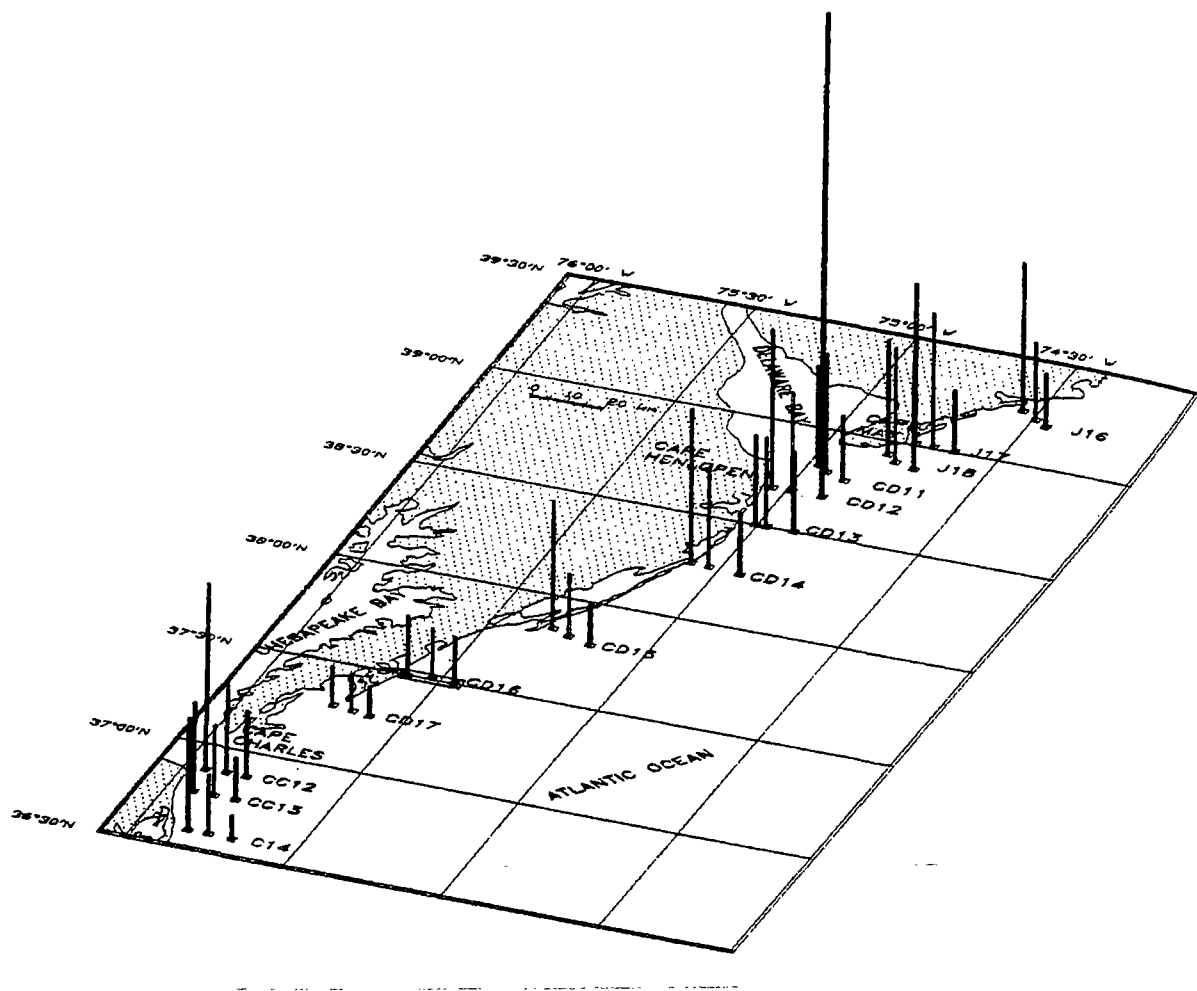 39°30'N
76°00' W
75°30' W
75°00' W
74°30' W
39°00'N
0 10 20
DELAWARE BAY
CAPE MAY
J16
J17
J18
38°30'N
CAPE
HENLOPEN
CD11
CD12
CD13
38°00'N
CD14
CHESAPEAKE BAY
37°30'N
CD15
CD16
CD17
37°00'N
CAPE
CHARLES
ATLANTIC OCEAN
CC12
CC13
36°30'N
C14